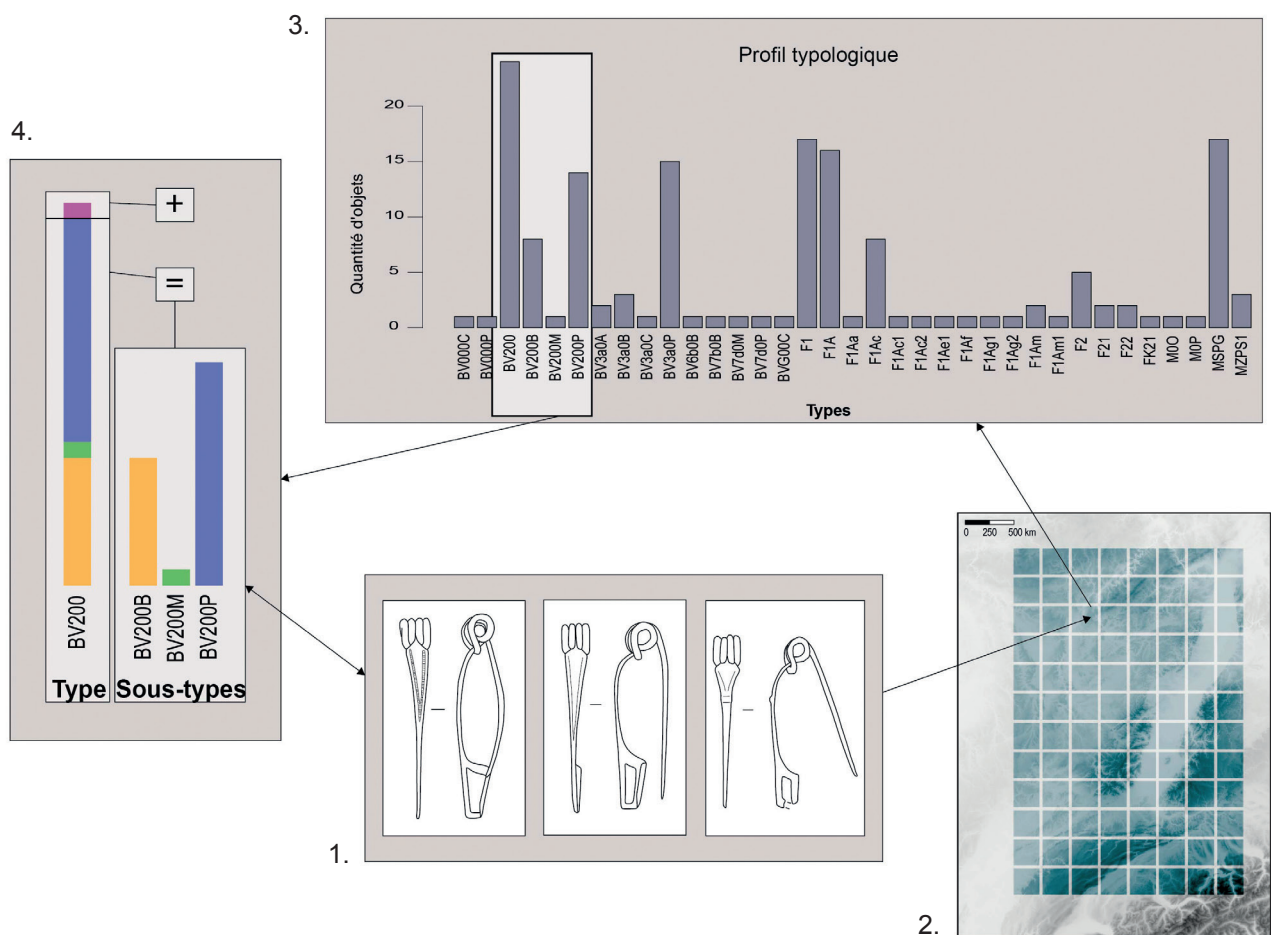 3.
Profil typologique
Quantité d'objets
20
15
10
5
0
BV000C
BV000P
BV200
BV200B
BV200M
BV200P
BV3a0A
BV3a0B
BV3a0C
BV3a0P
BV6b0B
BV7b0B
BV7d0M
BV7d0P
BVG00C
F1
F1A
F1Aa
F1Ac
F1Ac1
F1Ac2
F1Ae1
F1Af
F1Ag1
F1Ag2
F1Am
F1Am1
F2
F21
F22
FK21
M0O
M0P
MSPG
MZPS1
Types
4.
+
=
BV200
BV200B
BV200M
BV200P
Type
Sous-types
1.
0 250 500 km
2.